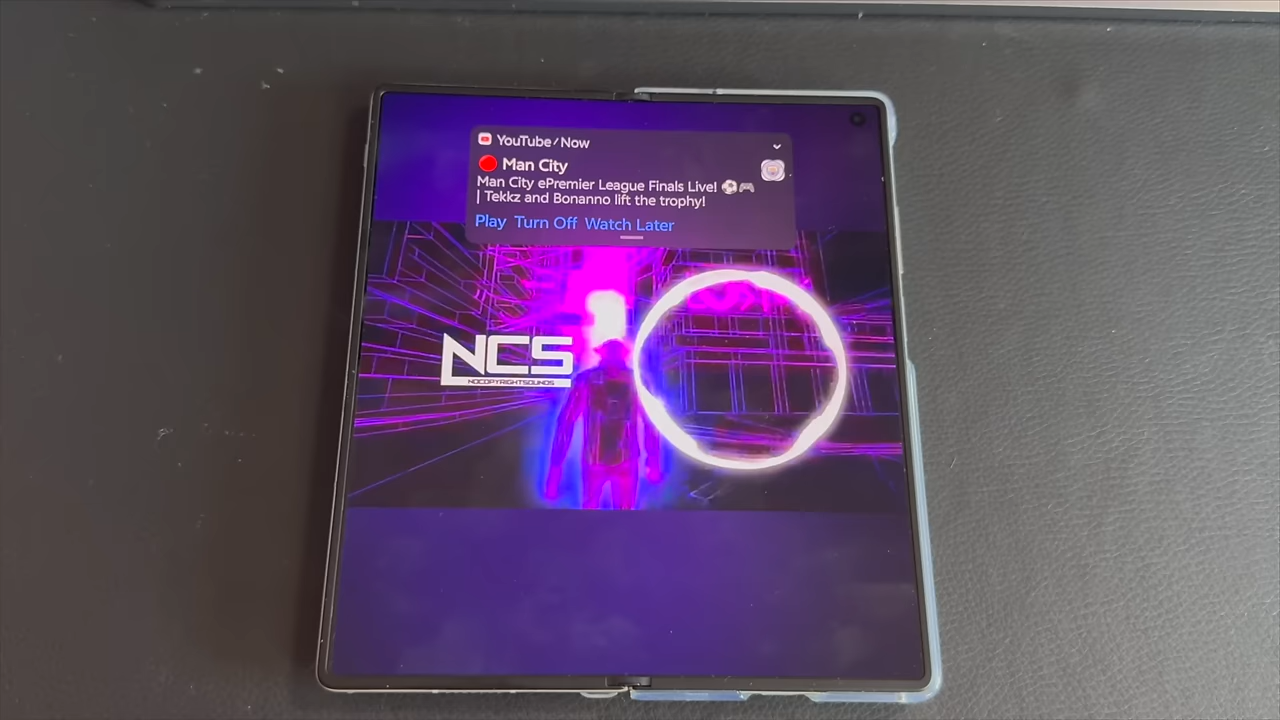 YouTube / Now
Man City
Man City ePremier League Finals Live! ⚽🎮
| Tekkz and Bonanno lift the trophy!
Play Turn Off Watch Later
NCS
NOCOPYRIGHTSOUNDS